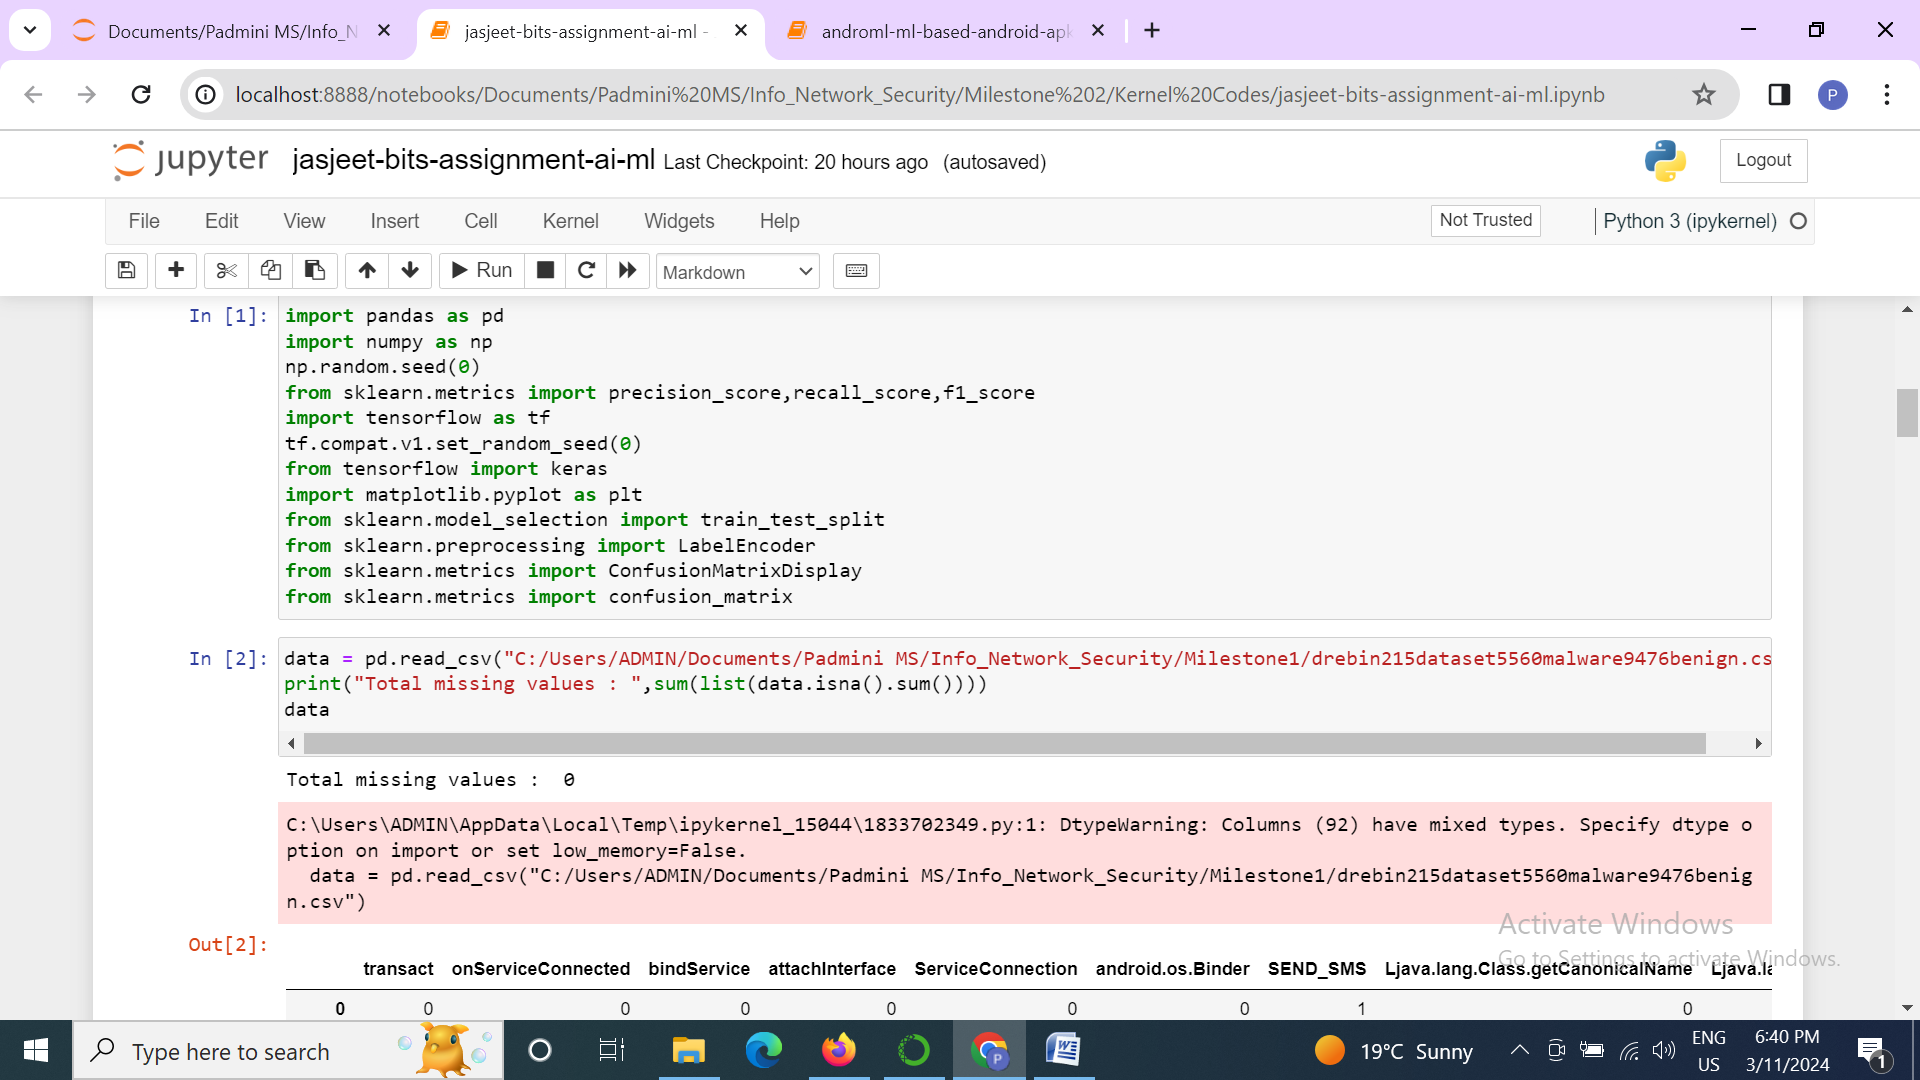 Documents/Padmini MS/Info_N
jasjeet-bits-assignment-ai-ml -
androml-ml-based-android-apk
localhost:8888/notebooks/Documents/Padmini%20MS/Info_Network_Security/Milestone%202/Kernel%20Codes/jasjeet-bits-assignment-ai-ml.ipynb
P
jupyter jasjeet-bits-assignment-ai-ml Last Checkpoint: 20 hours ago (autosaved)
Logout
File Edit View Insert Cell Kernel Widgets Help
Not Trusted
Python 3 (ipykernel)
Run
Markdown
In [1]: import pandas as pd
import numpy as np
np.random.seed(0)
from sklearn.metrics import precision_score,recall_score,f1_score
import tensorflow as tf
tf.compat.v1.set_random_seed(0)
from tensorflow import keras
import matplotlib.pyplot as plt
from sklearn.model_selection import train_test_split
from sklearn.preprocessing import LabelEncoder
from sklearn.metrics import ConfusionMatrixDisplay
from sklearn.metrics import confusion_matrix
In [2]: data = pd.read_csv("C:/Users/ADMIN/Documents/Padmini MS/Info_Network_Security/Milestone1/drebin215dataset5560malware9476benign.cs
print("Total missing values : ",sum(list(data.isna().sum())))
data
Total missing values :  0
C:\Users\ADMIN\AppData\Local\Temp\ipykernel_15044\1833702349.py:1: DtypeWarning: Columns (92) have mixed types. Specify dtype o
ption on import or set low_memory=False.
data = pd.read_csv("C:/Users/ADMIN/Documents/Padmini MS/Info_Network_Security/Milestone1/drebin215dataset5560malware9476benig
n.csv")
Activate Windows
Go to Settings to activate Windows.
Out[2]:
transact onServiceConnected bindService attachInterface ServiceConnection android.os.Binder SEND_SMS Ljava.lang.Class.getCanonicalName Ljava.la
0 0 0 0 0 0 0 1 0
Type here to search
P
19°C Sunny
ENG
US
6:40 PM
3/11/2024
1